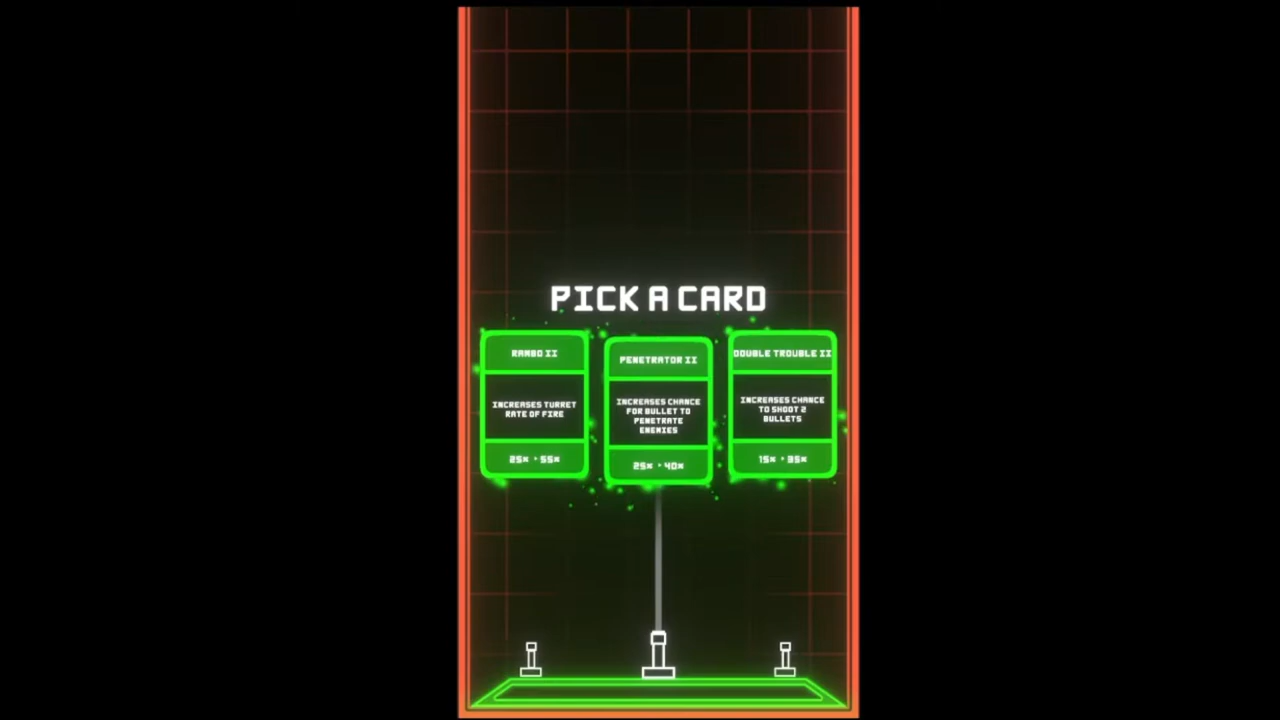 PICK A CARD
RAMBO II
INCREASES TURRET
RATE OF FIRE
25% > 55%
PENETRATOR II
INCREASES CHANCE
FOR BULLET TO
PENETRATE
ENEMIES
25% > 40%
DOUBLE TROUBLE II
INCREASES CHANCE
TO SHOOT 2
BULLETS
15% > 35%